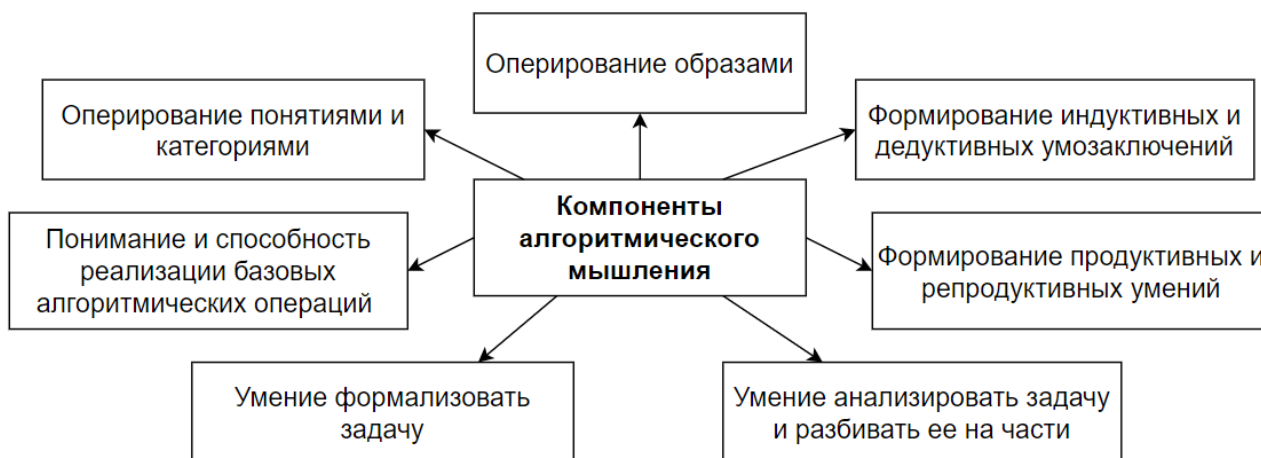 Оперирование образами
Оперирование понятиями и
категориями
Формирование индуктивных и
дедуктивных умозаключений
Компоненты
алгоритмического
мышления
Понимание и способность
реализации базовых
алгоритмических операций
Формирование продуктивных и
репродуктивных умений
Умение формализовать
задачу
Умение анализировать задачу
и разбивать ее на части